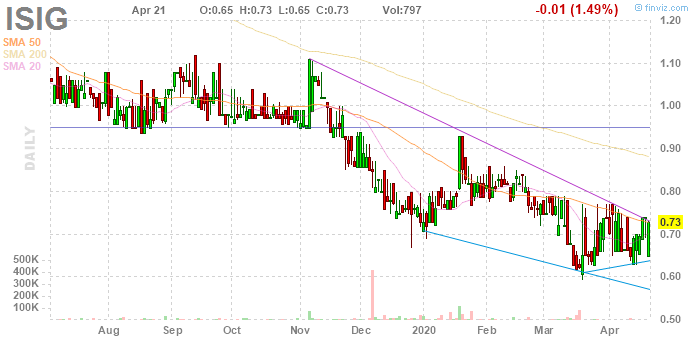 ISIG Apr 21 O:0.65 H:0.73 L:0.65 C:0.73 Vol:797 -0.01 (1.49%)
© finviz.com
SMA 50
SMA 200
SMA 20
DAILY
1.20
1.10
1.00
0.90
0.80
0.73
0.70
0.60
0.50
500K
400K
300K
200K
100K
Aug Sep Oct Nov Dec 2020 Feb Mar Apr